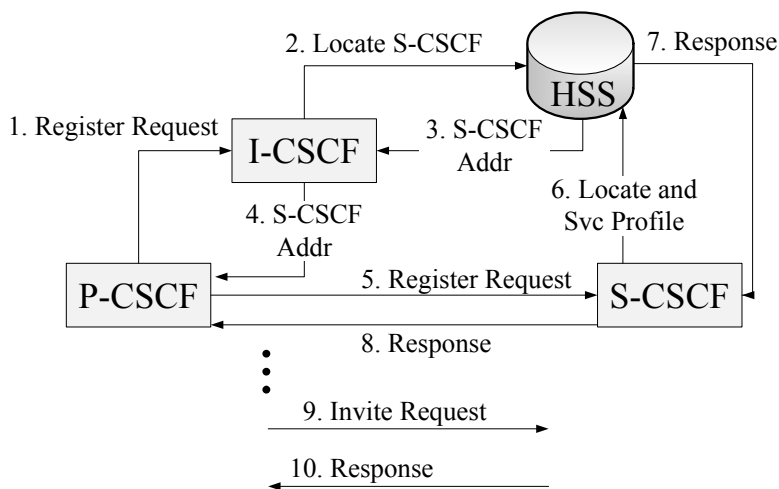 2. Locate S-CSCF
7. Response
HSS
1. Register Request
I-CSCF
3. S-CSCF
Addr
4. S-CSCF
Addr
6. Locate and
Svc Profile
P-CSCF
5. Register Request
S-CSCF
8. Response
9. Invite Request
10. Response